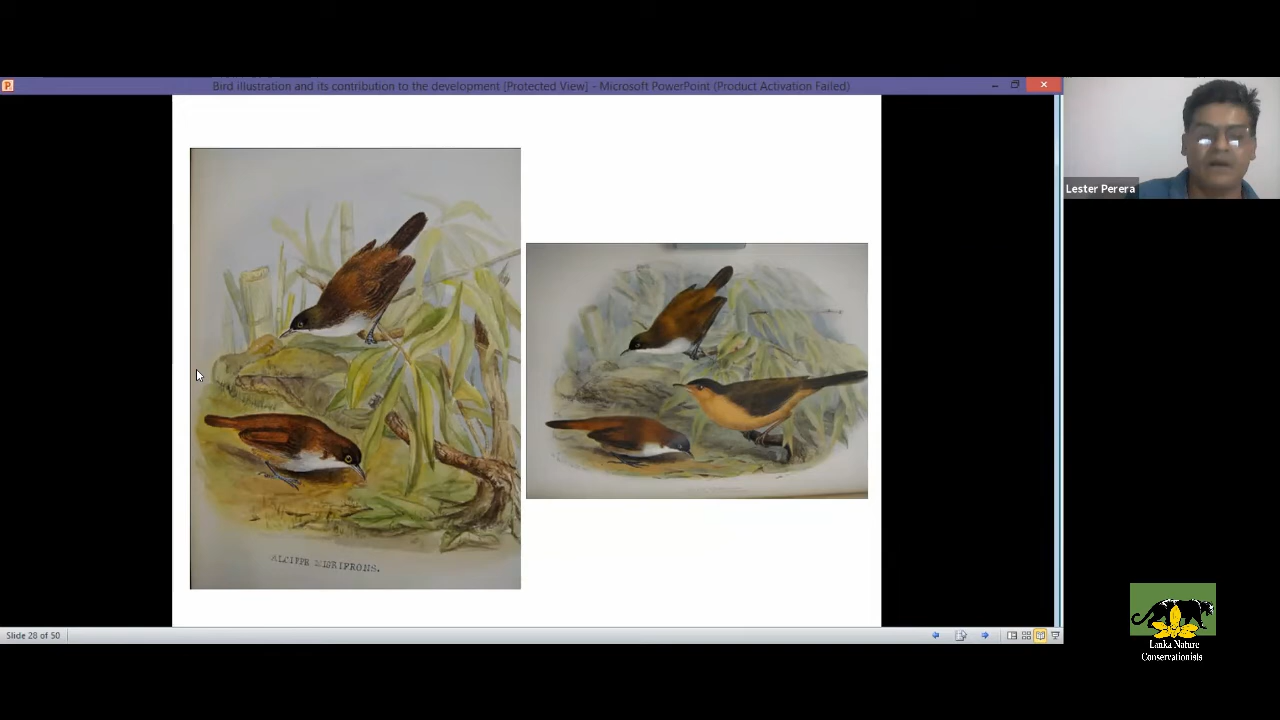 P
Bird illustration and its contribution to the development [Protected View] - Microsoft PowerPoint (Product Activation Failed)
Lester Perera
NIGRIFRONS.
Slide 28 of 50
Lanka Nature
Conservationists